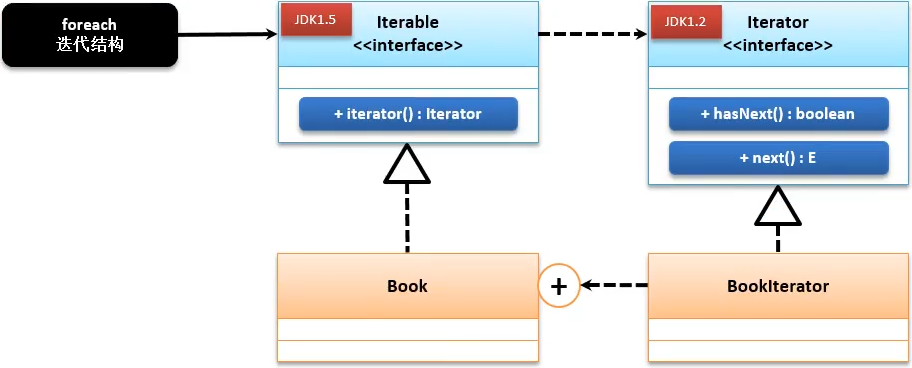 foreach
迭代结构
JDK1.5
Iterable
<<interface>>
+ iterator() : Iterator
JDK1.2
Iterator
<<interface>>
+ hasNext() : boolean
+ next() : E
Book
+
BookIterator